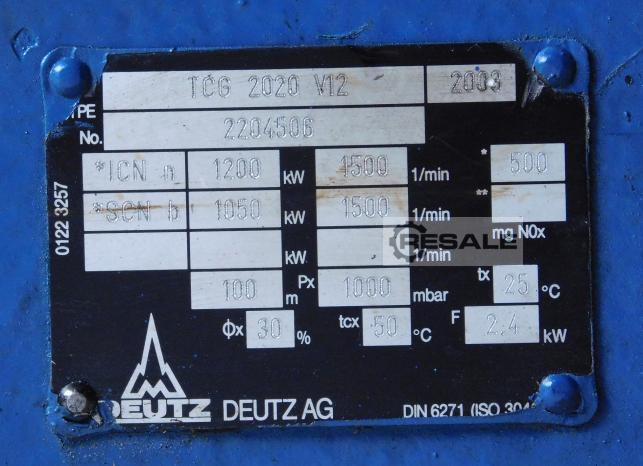 TCG 2020 V12 2003
TYPE
No. 2204506
*ICN n 1200 kW 1500 1/min * 500
*SCN b 1050 kW 1500 1/min **
kW 1/min mg NOx
RESALE
100 m Px 1000 mbar tx 25 °C
Φx 30 % tcx 50 °C F 2,4 kW
DEUTZ DEUTZ AG DIN 6271 (ISO 3046
0122 3257